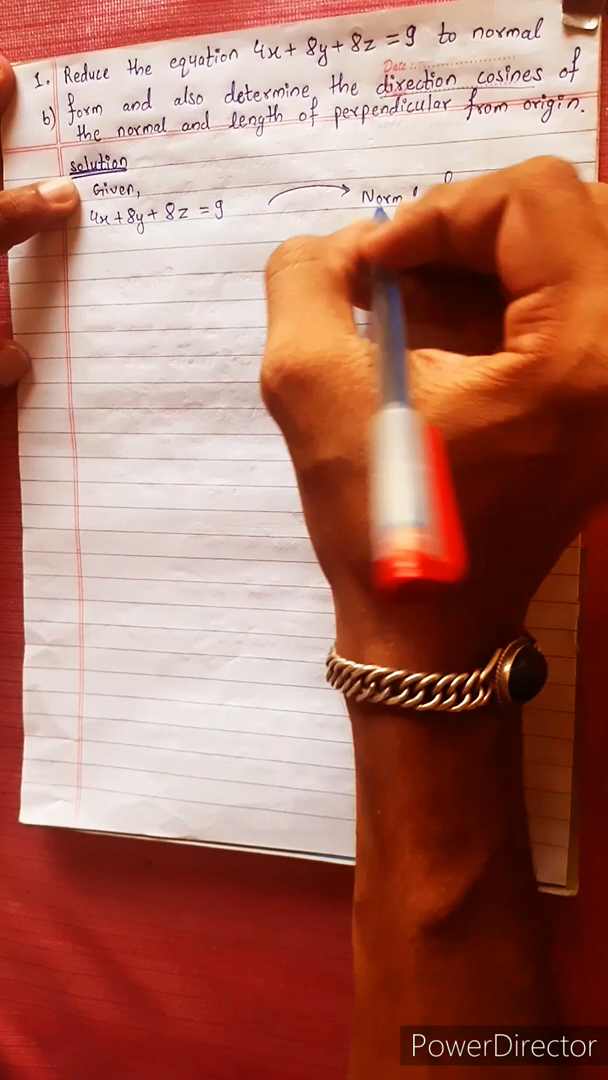 1. Reduce the equation 4x + 8y + 8z = 9 to normal
Date :
b) form and also determine the direction cosines of
the normal and length of perpendicular from origin.
solution
Given,
4x + 8y + 8z = 9
PowerDirector